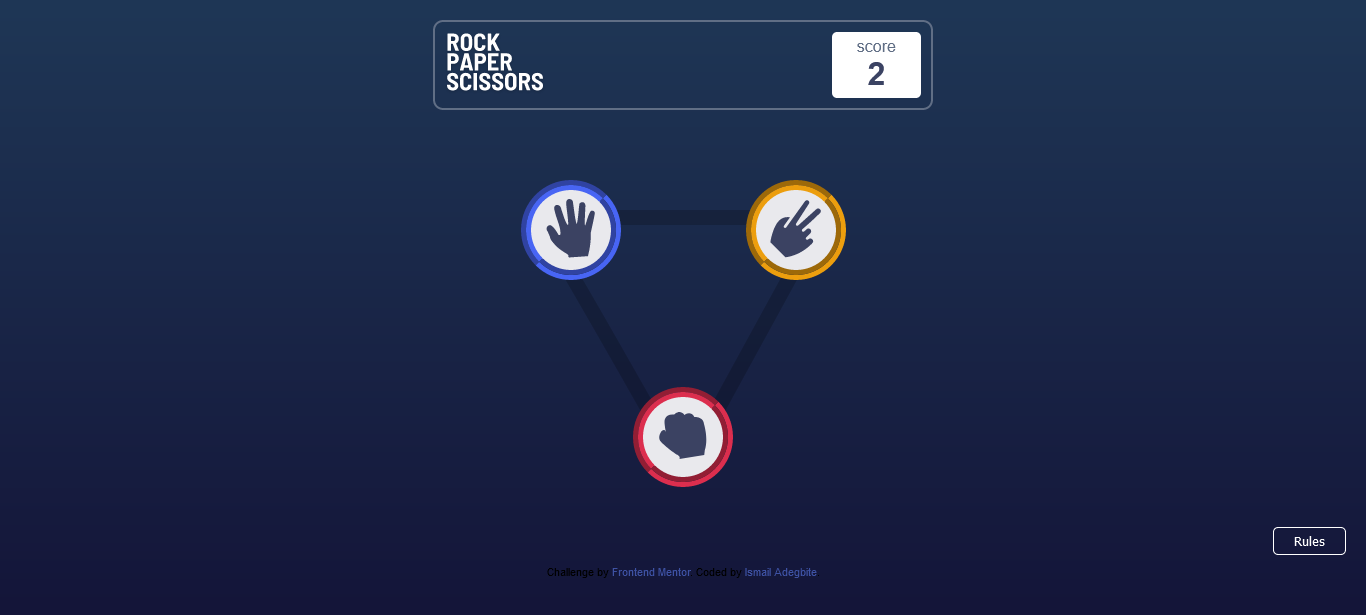 ROCK
PAPER
SCISSORS
score
2
Rules
Challenge by Frontend Mentor. Coded by Ismail Adegbite.